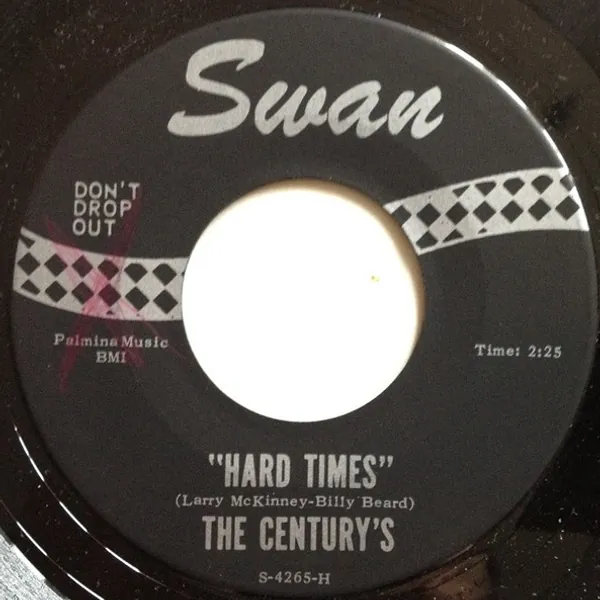 Swan
DON'T
DROP
OUT
Palmina Music
BMI
Time: 2:25
"HARD TIMES"
(Larry McKinney-Billy Beard)
THE CENTURY'S
S-4265-H